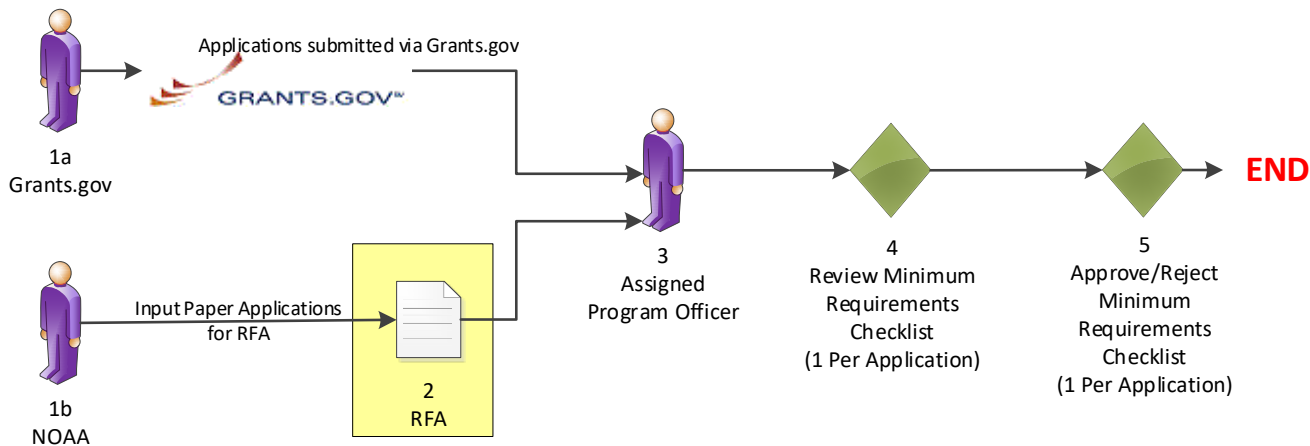 Applications submitted via Grants.gov
GRANTS.GOV℠
1a
Grants.gov
Input Paper Applications
for RFA
1b
NOAA
2
RFA
3
Assigned
Program Officer
4
Review Minimum
Requirements
Checklist
(1 Per Application)
5
Approve/Reject
Minimum
Requirements
Checklist
(1 Per Application)
END